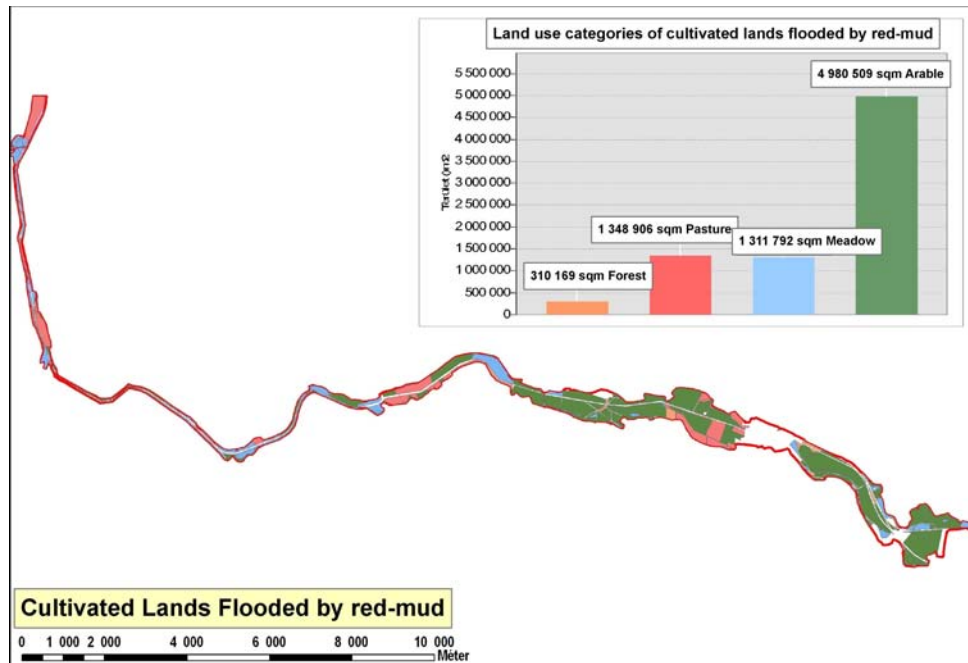 Land use categories of cultivated lands flooded by red-mud
4 980 509 sqm Arable
5 500 000
5 000 000
4 500 000
4 000 000
3 500 000
3 000 000
2 500 000
2 000 000
1 500 000
1 000 000
500 000
0
1 348 906 sqm Pasture
1 311 792 sqm Meadow
310 169 sqm Forest
Cultivated Lands Flooded by red-mud
0 1 000 2 000 4 000 6 000 8 000 10 000
Méter